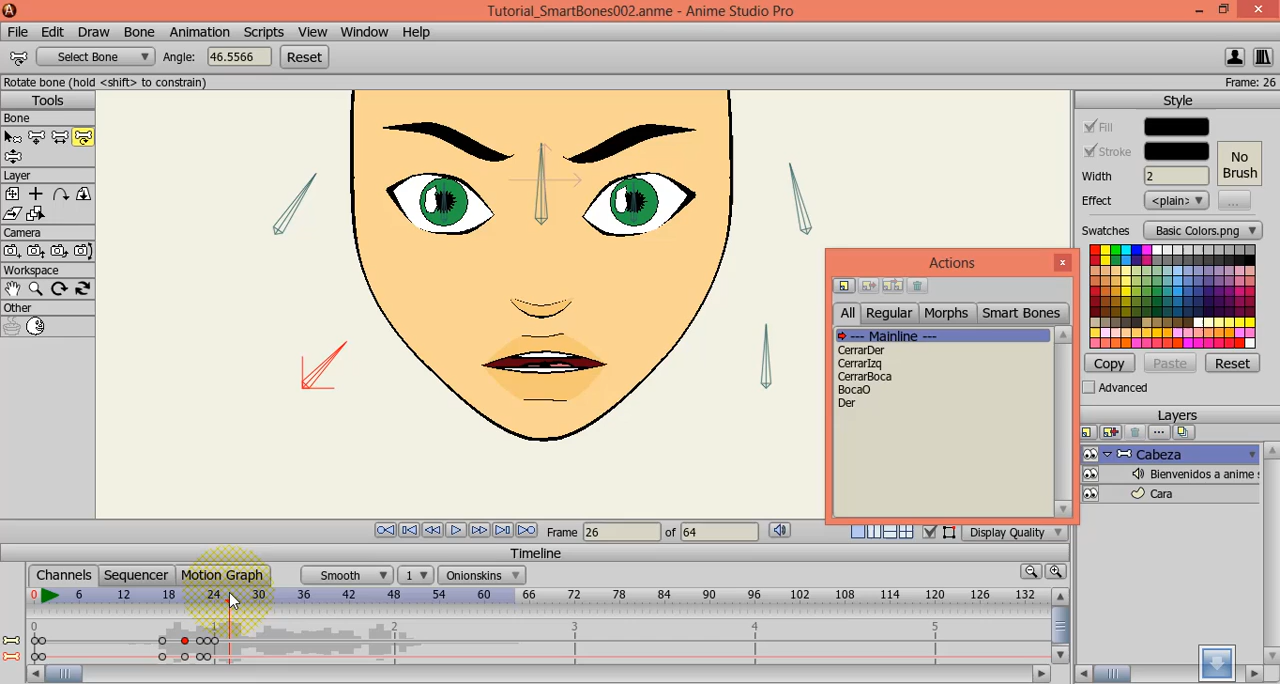 Tutorial_SmartBones002.anme - Anime Studio Pro
File Edit Draw Bone Animation Scripts View Window Help
Select Bone Angle: 46.5566 Reset
Rotate bone (hold <shift> to constrain) Frame: 26
Tools
Bone
Layer
Camera
Workspace
Other
Style
Fill
Stroke
No Brush
Width 2
Effect <plain> ...
Swatches Basic Colors.png
Copy Paste Reset
Advanced
Actions
All Regular Morphs Smart Bones
--- Mainline ---
CerrarDer
CerrarIzq
CerrarBoca
BocaO
Der
Layers
Cabeza
Bienvenidos a anime s
Cara
Frame 26 of 64 Display Quality
Timeline
Channels Sequencer Motion Graph Smooth 1 Onionskins
0 6 12 18 24 30 36 42 48 54 60 66 72 78 84 90 96 102 108 114 120 126 132
0 1 2 3 4 5